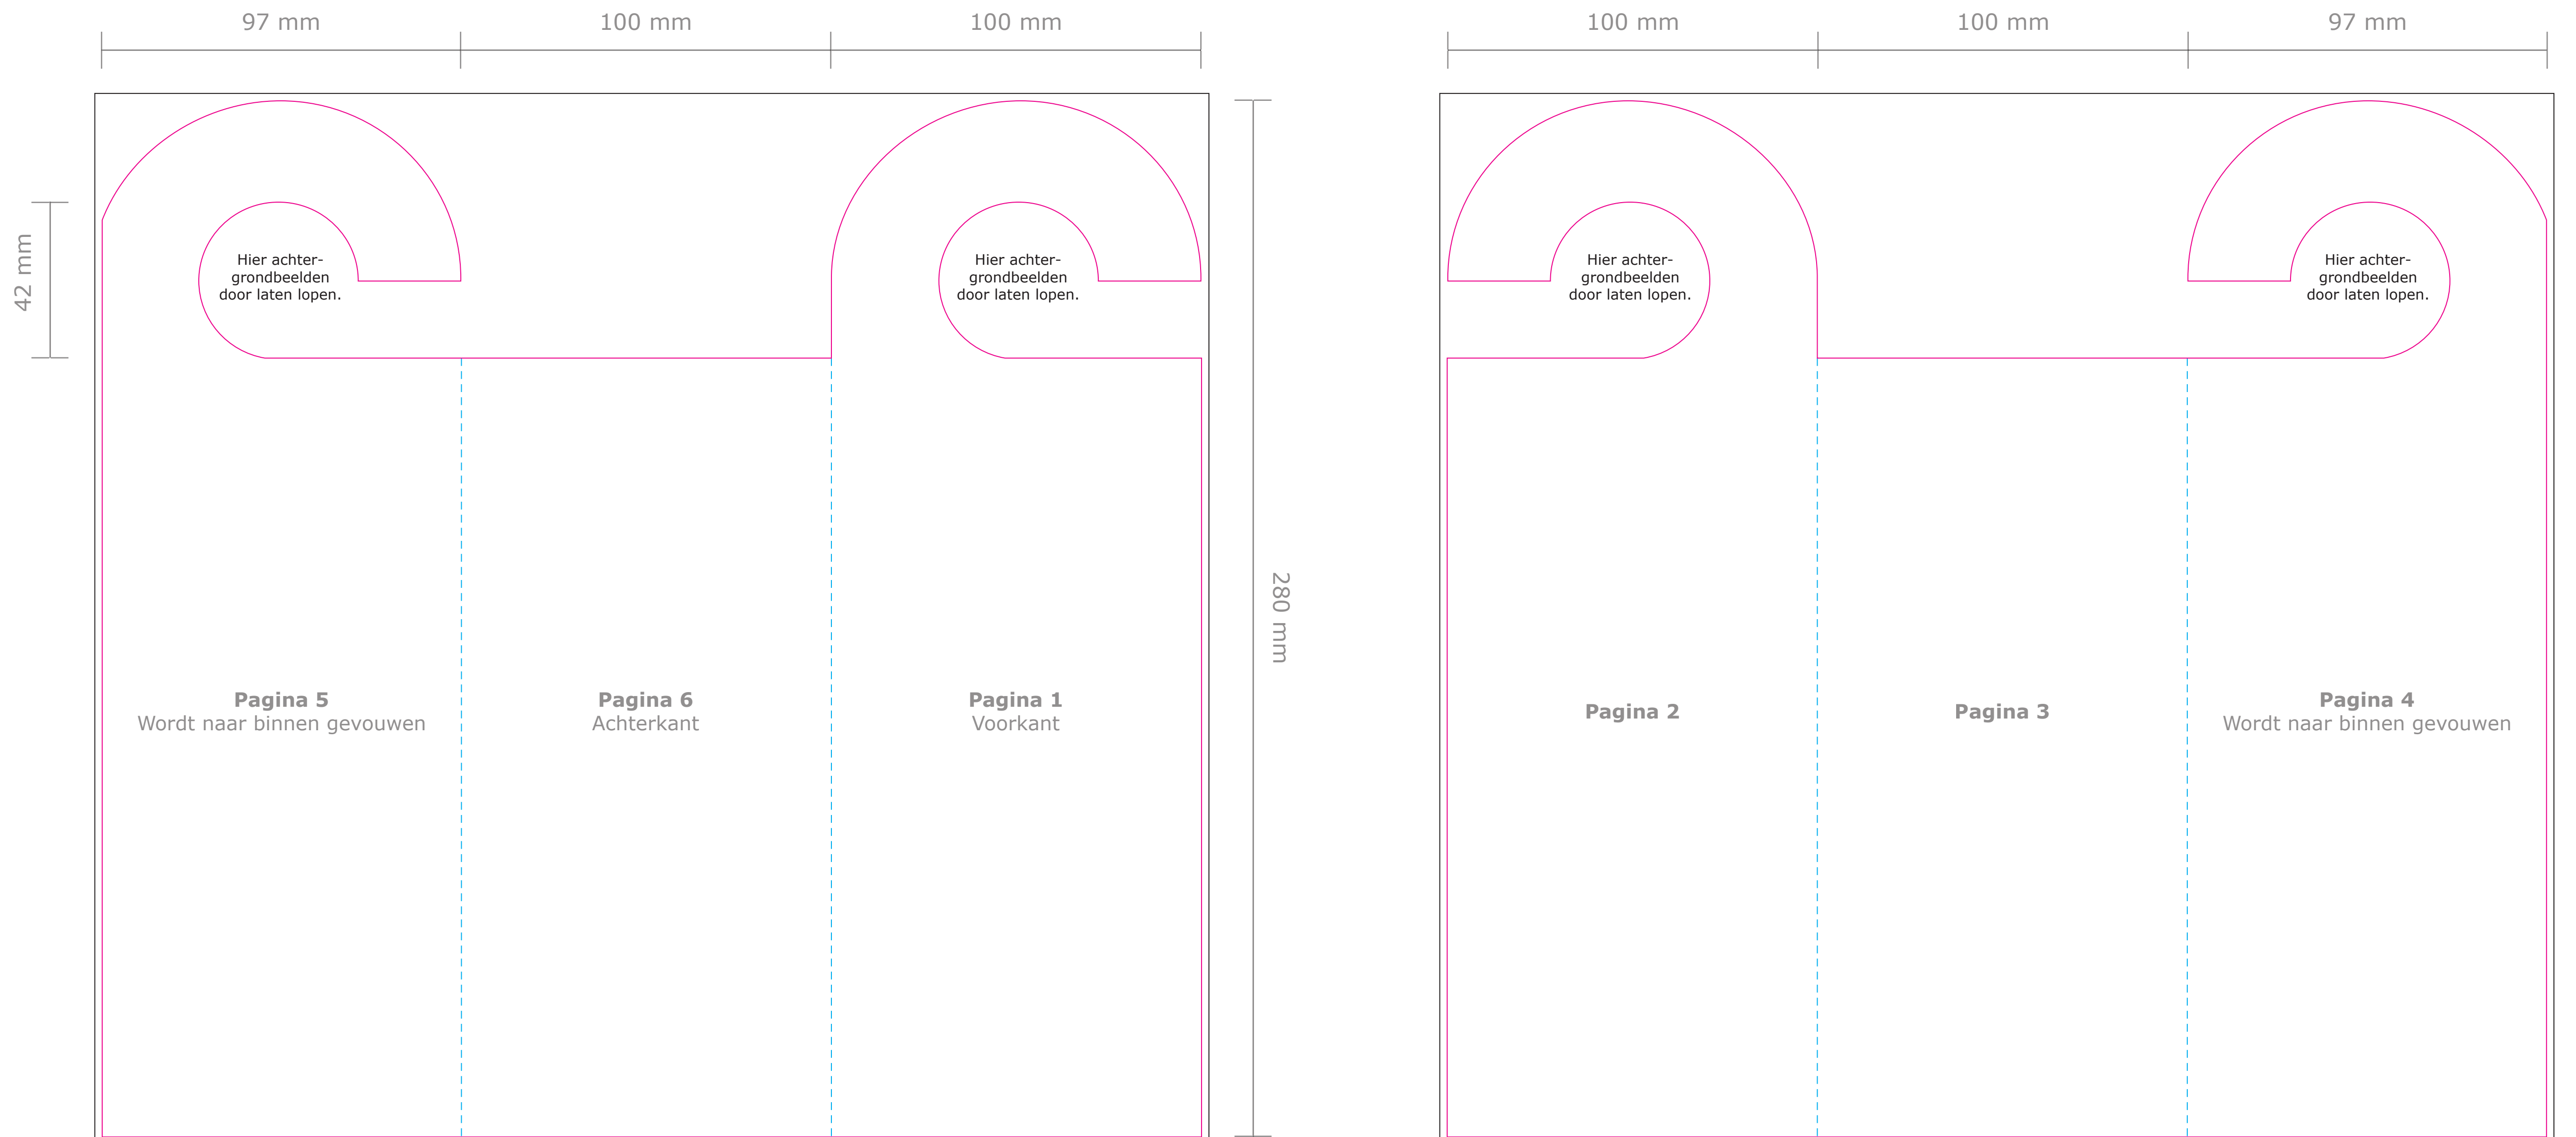 97 mm
100 mm
100 mm
100 mm
100 mm
97 mm
42 mm
Hier achter-
grondbeelden
door laten lopen.
Hier achter-
grondbeelden
door laten lopen.
280 mm
Hier achter-
grondbeelden
door laten lopen.
Hier achter-
grondbeelden
door laten lopen.
Pagina 5
Wordt naar binnen gevouwen
Pagina 6
Achterkant
Pagina 1
Voorkant
Pagina 2
Pagina 3
Pagina 4
Wordt naar binnen gevouwen